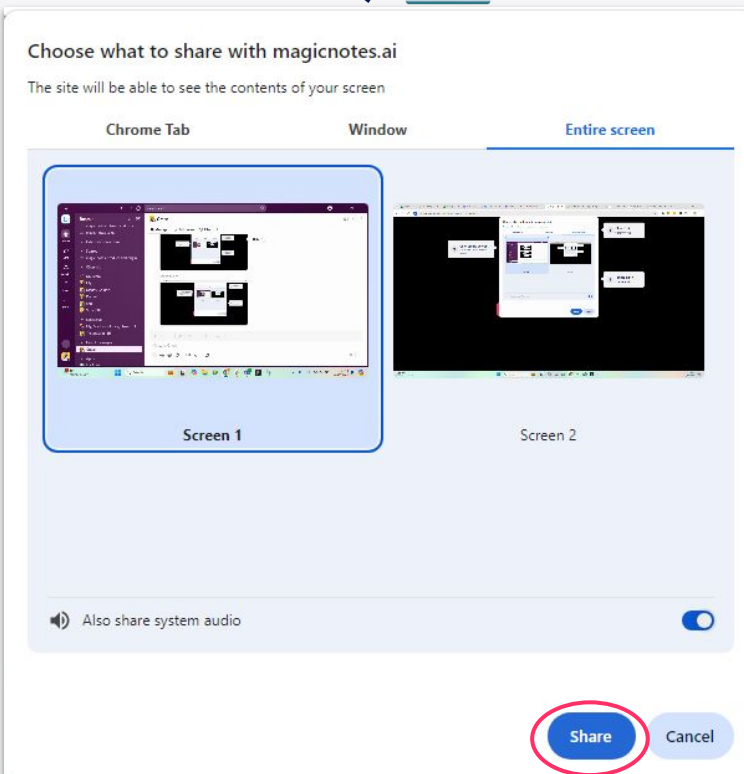 Choose what to share with magicnotes.ai
The site will be able to see the contents of your screen
Chrome Tab
Window
Entire screen
Screen 1
Screen 2
Also share system audio
Share
Cancel